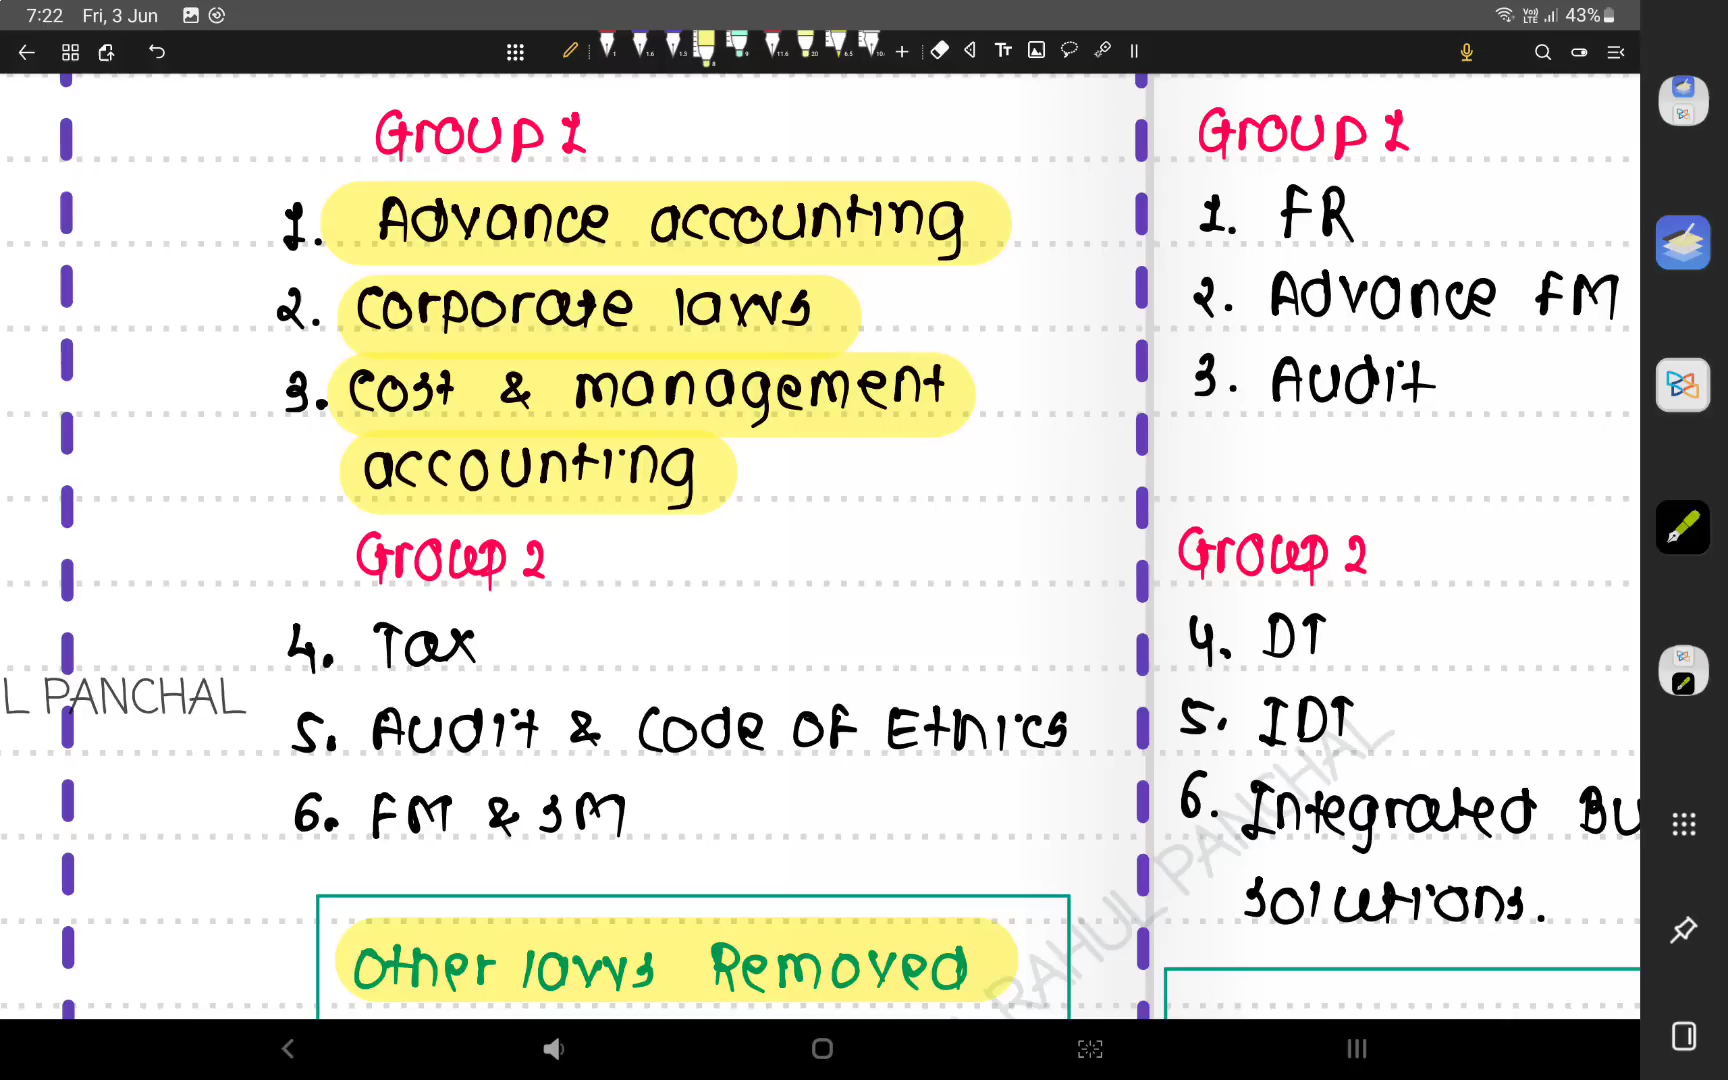 7:22 Fri, 3 Jun
43%
Group 1
1. Advance accounting
2. Corporate laws
3. Cost & management
accounting
Group 2
4. Tax
5. Audit & Code of Ethics
6. FM & SM
Other laws Removed
Group 1
1. FR
2. Advance FM
3. Audit
Group 2
4. DT
5. IDT
6. Integrated Bu
Solutions.
L PANCHAL
RAHUL PANCHAL